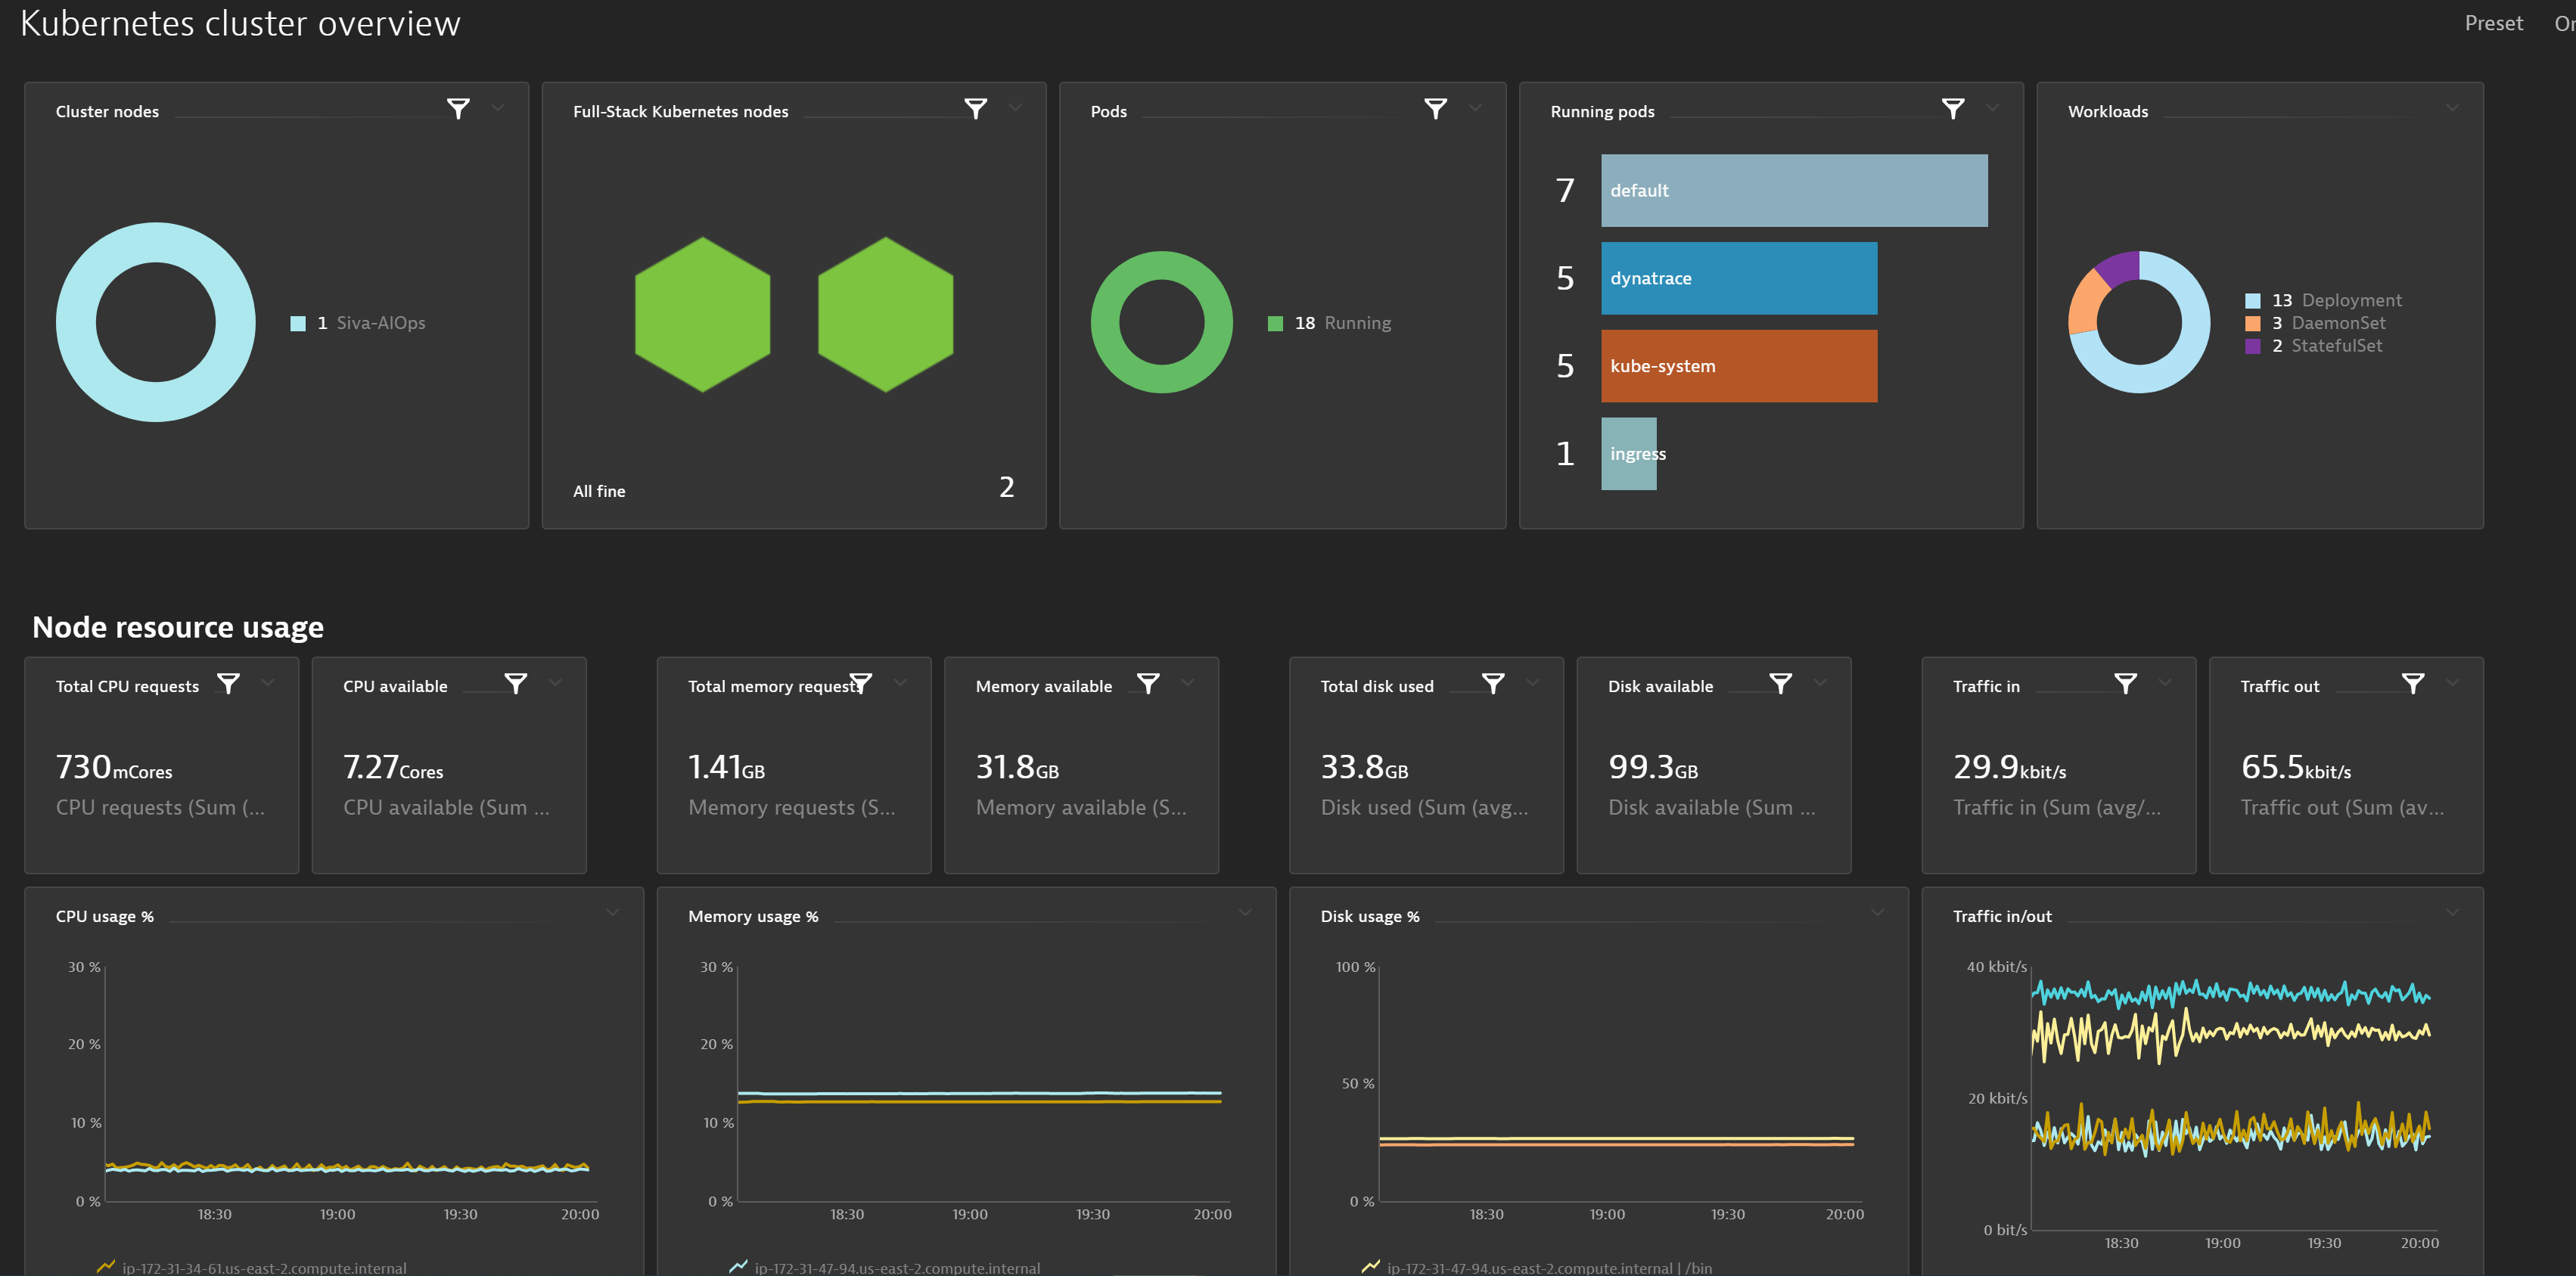 Kubernetes cluster overview
Preset
Cluster nodes
1 Siva-AIOps
Full-Stack Kubernetes nodes
All fine
2
Pods
18 Running
Running pods
7 default
5 dynatrace
5 kube-system
1 ingress
Workloads
13 Deployment
3 DaemonSet
2 StatefulSet
Node resource usage
Total CPU requests
730mCores
CPU requests (Sum (...
CPU available
7.27Cores
CPU available (Sum ...
Total memory requests
1.41GB
Memory requests (S...
Memory available
31.8GB
Memory available (S...
Total disk used
33.8GB
Disk used (Sum (avg...
Disk available
99.3GB
Disk available (Sum ...
Traffic in
29.9kbit/s
Traffic in (Sum (avg/...
Traffic out
65.5kbit/s
Traffic out (Sum (av...
CPU usage %
30 %
20 %
10 %
0 %
18:30 19:00 19:30 20:00
ip-172-31-34-61.us-east-2.compute.internal
Memory usage %
30 %
20 %
10 %
0 %
18:30 19:00 19:30 20:00
ip-172-31-47-94.us-east-2.compute.internal
Disk usage %
100 %
50 %
0 %
18:30 19:00 19:30 20:00
ip-172-31-47-94.us-east-2.compute.internal | /bin
Traffic in/out
40 kbit/s
20 kbit/s
0 bit/s
18:30 19:00 19:30 20:00